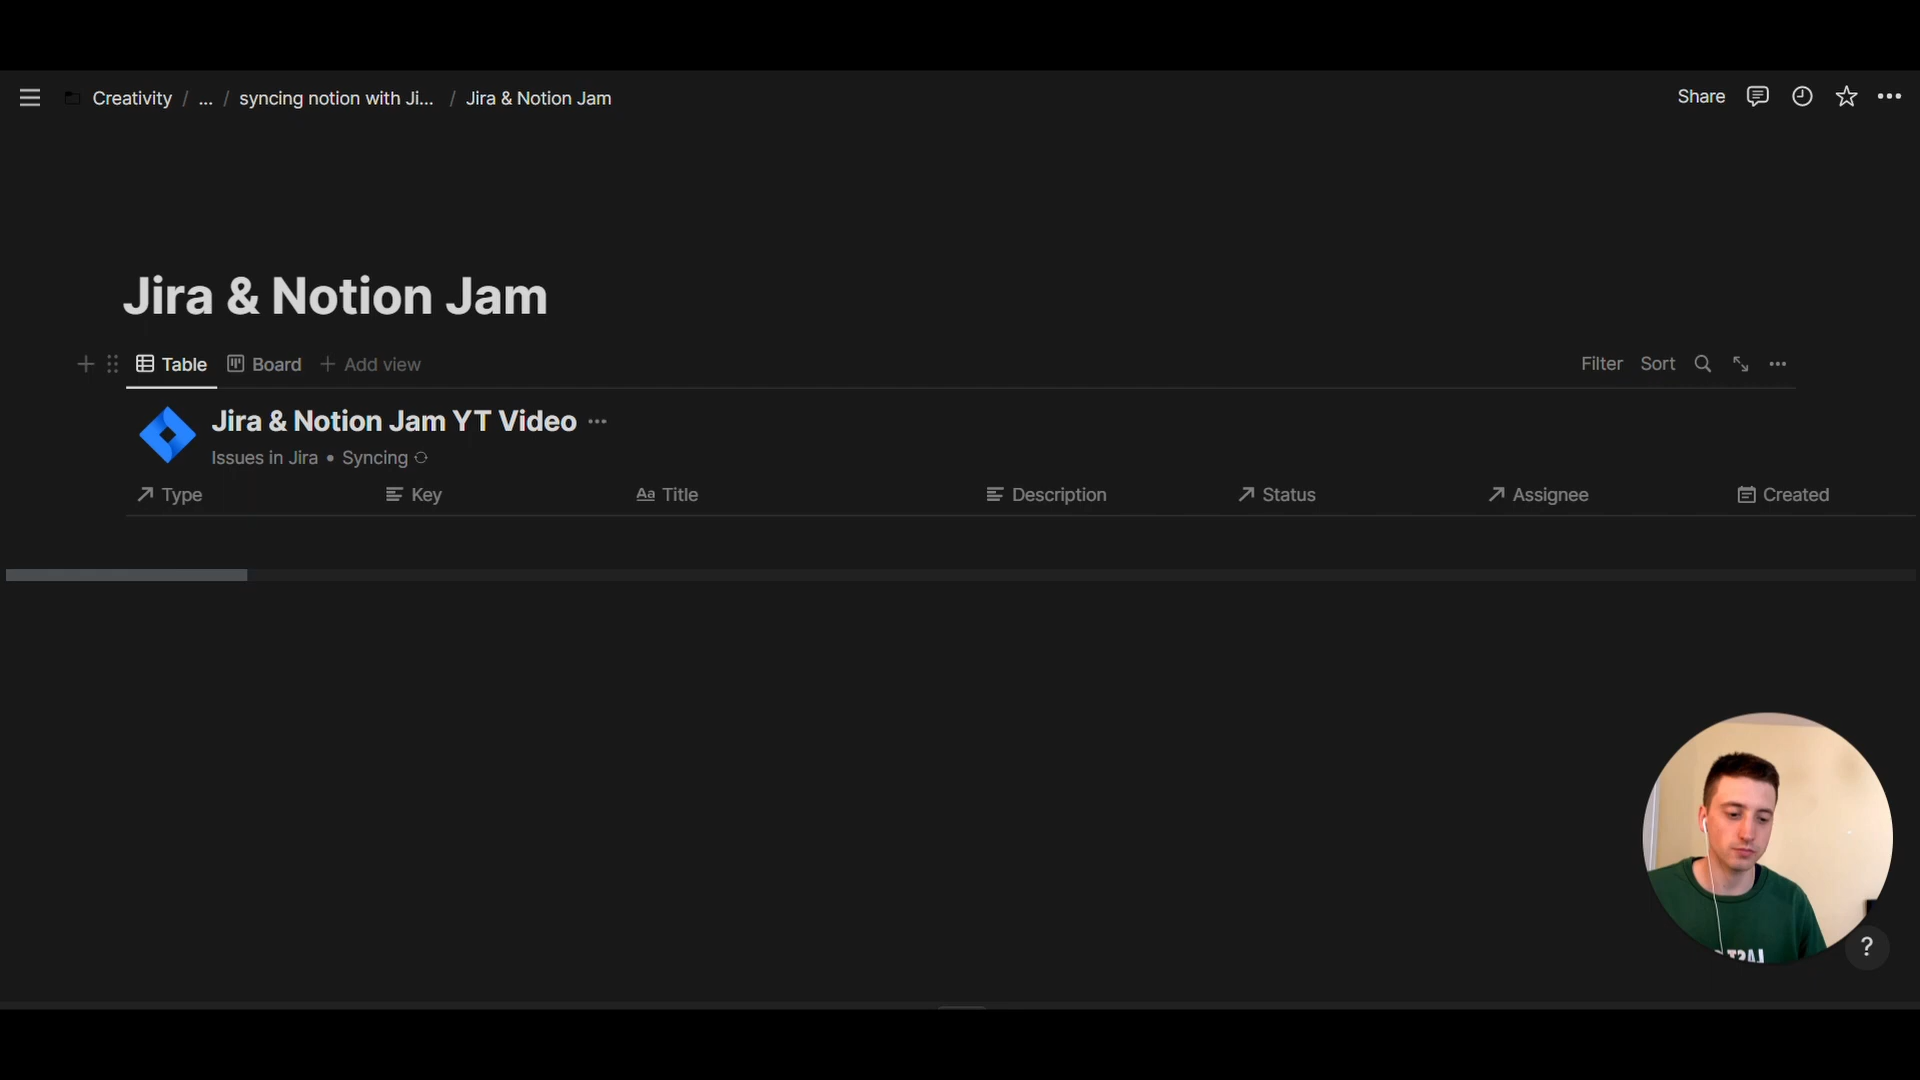 Creativity / ... / syncing notion with Ji... / Jira & Notion Jam
Share
Jira & Notion Jam
Table Board + Add view
Filter Sort
Jira & Notion Jam YT Video ...
Issues in Jira • Syncing
Type Key Aa Title Description Status Assignee Created
?